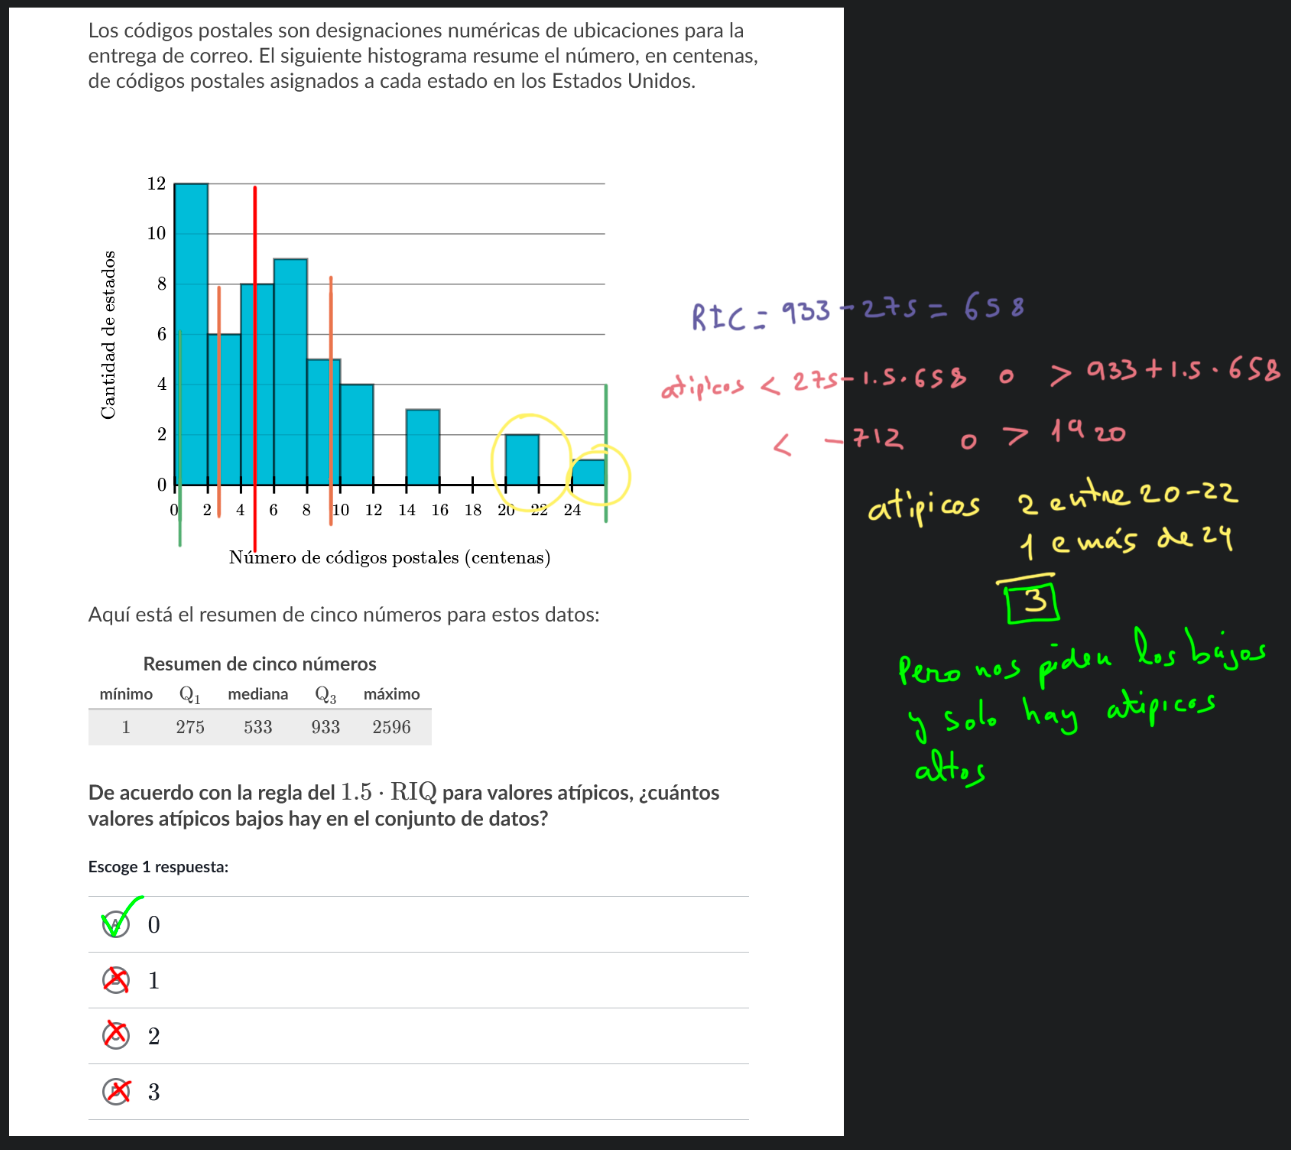 Los códigos postales son designaciones numéricas de ubicaciones para la
entrega de correo. El siguiente histograma resume el número, en centenas,
de códigos postales asignados a cada estado en los Estados Unidos.
12
10
8
6
4
2
0
Cantidad de estados
0 2 4 6 8 10 12 14 16 18 20 22 24
Número de códigos postales (centenas)
RIC = 933 - 275 = 658
atipicos < 275 - 1.5 · 658 o > 933 + 1.5 · 658
< -712 o > 1920
atipicos 2 entre 20-22
1 e más de 24
3
Pero nos piden los bajos
y solo hay atipicos
altos
Aquí está el resumen de cinco números para estos datos:
Resumen de cinco números
mínimo Q1 mediana Q3 máximo
1 275 533 933 2596
De acuerdo con la regla del 1.5 · RIQ para valores atípicos, ¿cuántos
valores atípicos bajos hay en el conjunto de datos?
Escoge 1 respuesta:
A 0
1
2
3